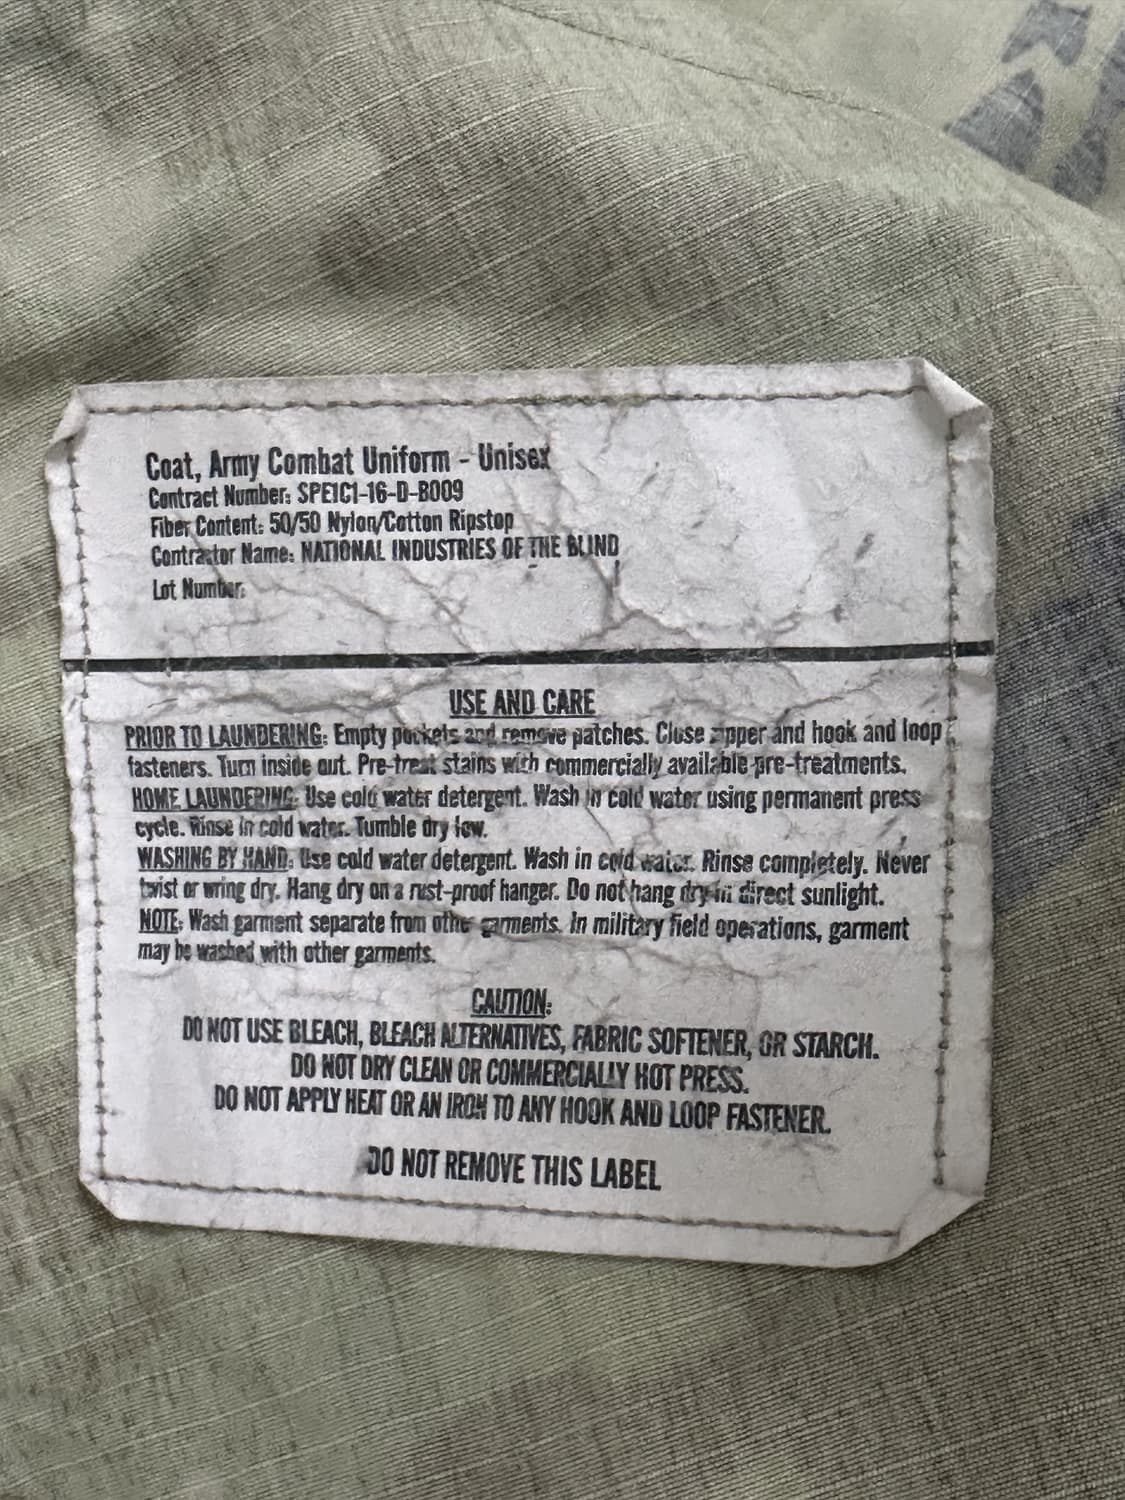 Coat, Army Combat Uniform - Unisex
Contract Number: SPE1C1-16-D-B009
Fiber Content: 50/50 Nylon/Cotton Ripstop
Contractor Name: NATIONAL INDUSTRIES OF THE BLIND
Lot Number:
USE AND CARE
PRIOR TO LAUNDERING: Empty pockets and remove patches. Close zipper and hook and loop
fasteners. Turn inside out. Pre-treat stains with commercially available pre-treatments.
HOME LAUNDERING: Use cold water detergent. Wash in cold water using permanent press
cycle. Rinse in cold water. Tumble dry low.
WASHING BY HAND: Use cold water detergent. Wash in cold water. Rinse completely. Never
twist or wring dry. Hang dry on a rust-proof hanger. Do not hang dry in direct sunlight.
NOTE: Wash garment separate from other garments. In military field operations, garment
may be washed with other garments.
CAUTION:
DO NOT USE BLEACH, BLEACH ALTERNATIVES, FABRIC SOFTENER, OR STARCH.
DO NOT DRY CLEAN OR COMMERCIALLY HOT PRESS.
DO NOT APPLY HEAT OR AN IRON TO ANY HOOK AND LOOP FASTENER.
DO NOT REMOVE THIS LABEL